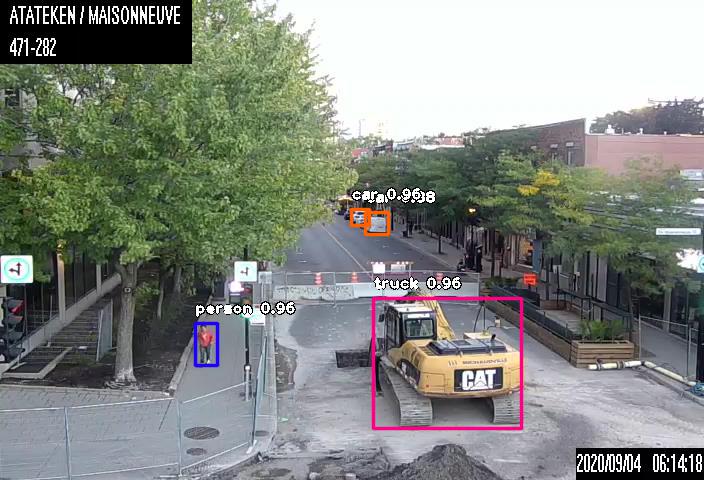 ATATEKEN / MAISONNEUVE
471-282
car 0.96
truck 0.96
person 0.96
CAT
2020/09/04 06:14:18